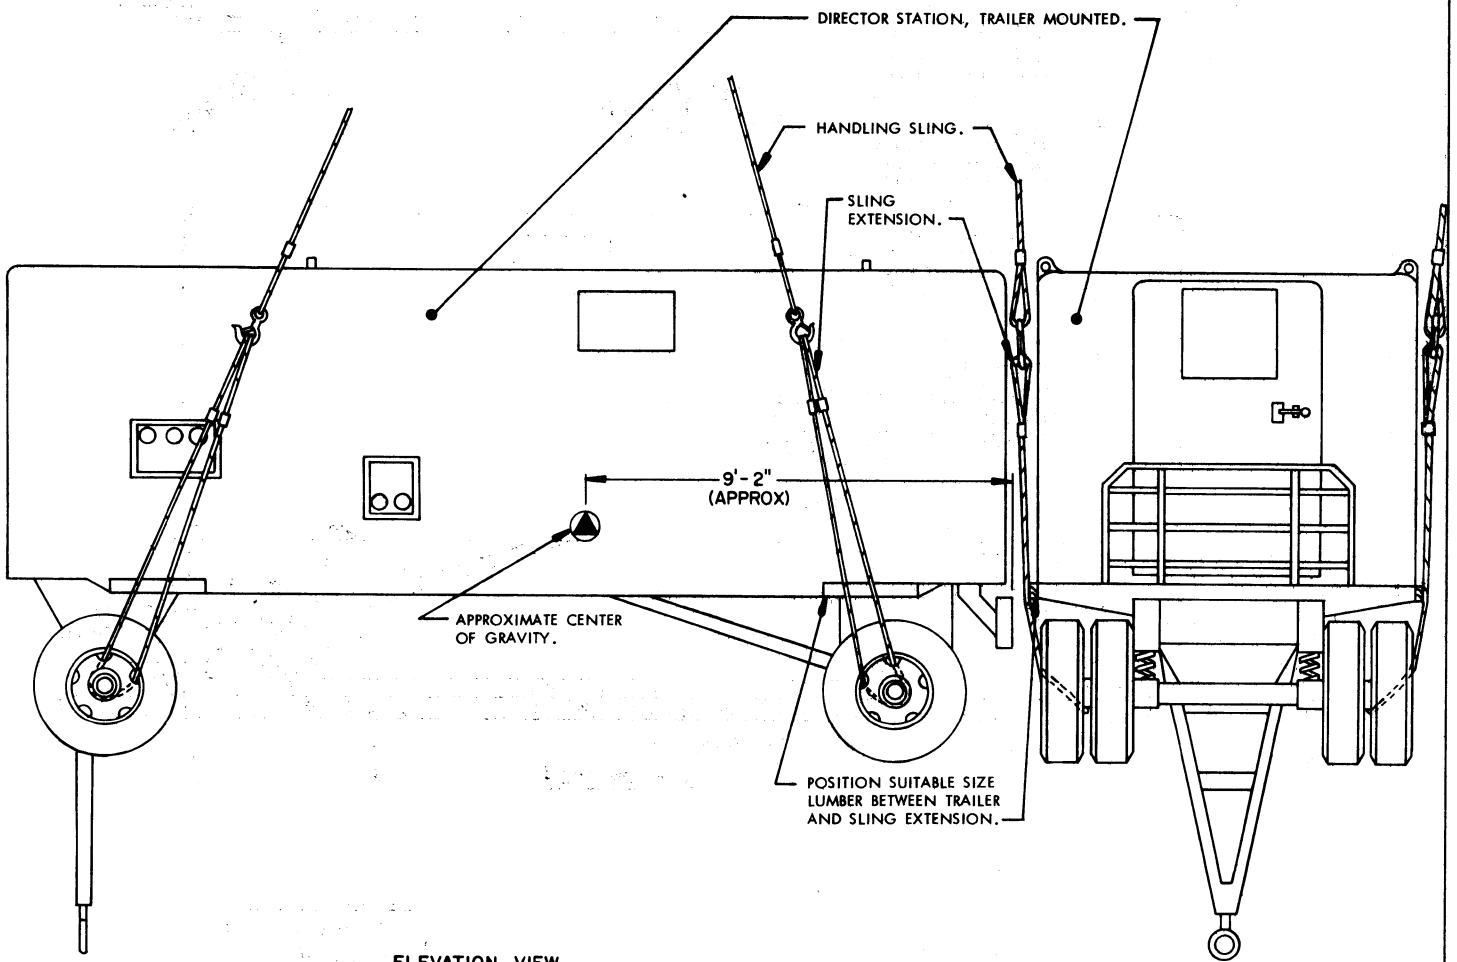 DIRECTOR STATION, TRAILER MOUNTED.
HANDLING SLING.
SLING
EXTENSION.
9'-2"
(APPROX)
APPROXIMATE CENTER
OF GRAVITY.
POSITION SUITABLE SIZE
LUMBER BETWEEN TRAILER
AND SLING EXTENSION.
ELEVATION VIEW